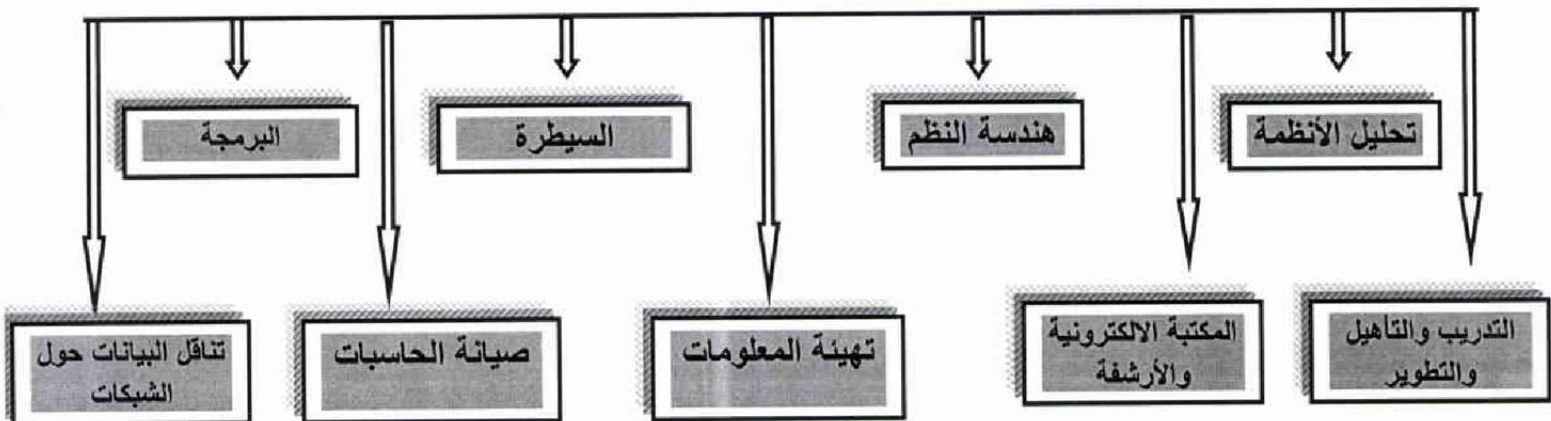 تحليل الأنظمة
هندسة النظم
السيطرة
البرمجة
التدريب والتأهيل
والتطوير
المكتبة الالكترونية
والأرشفة
تهيئة المعلومات
صيانة الحاسبات
تناقل البيانات حول
الشبكات